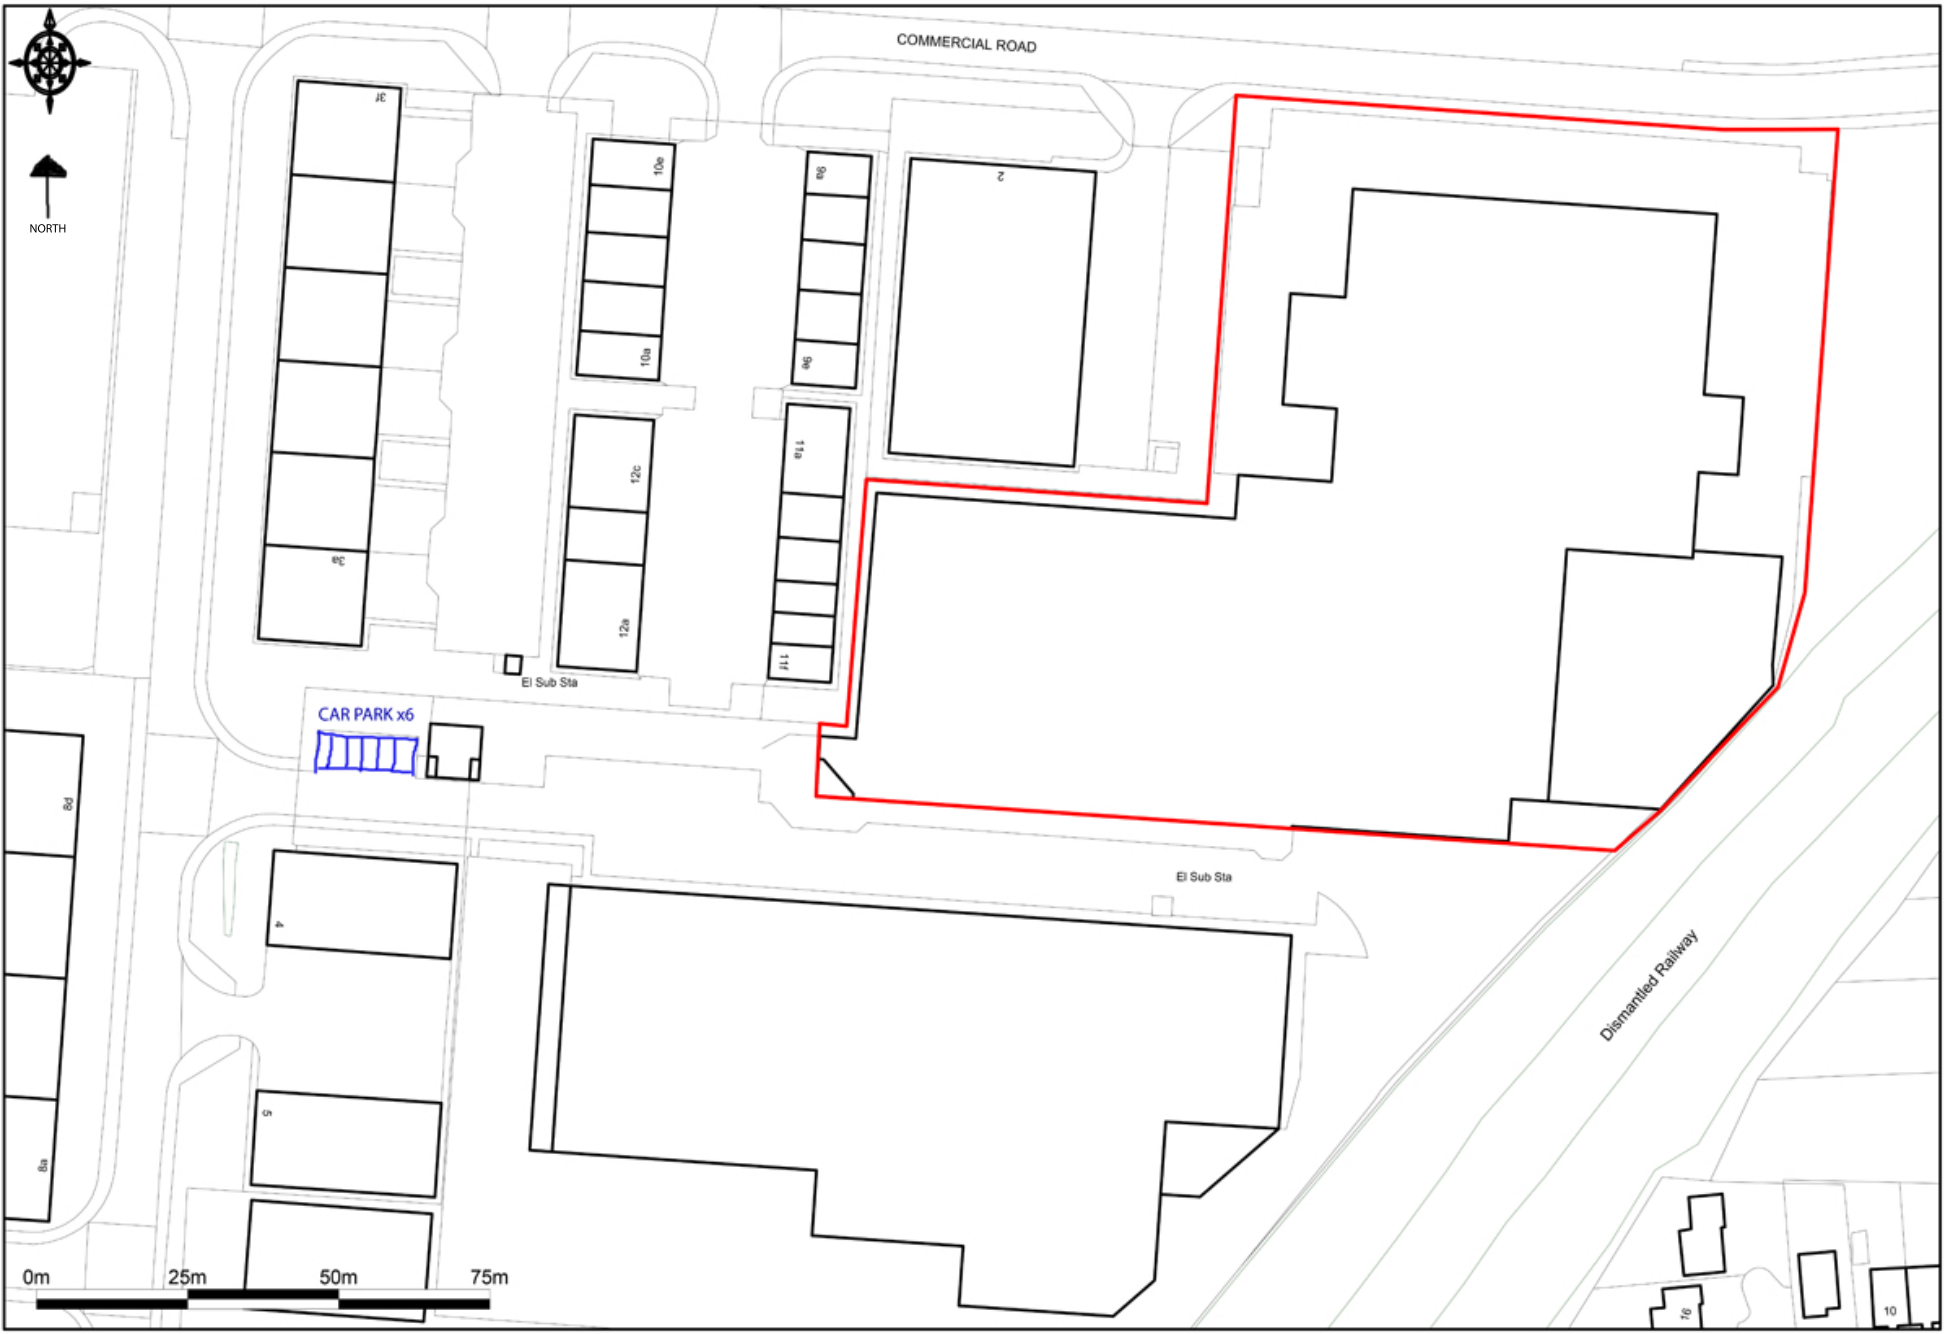 COMMERCIAL ROAD
NORTH
3f
10e
9a
2
10a
9e
12c
11a
3a
12a
11f
El Sub Sta
CAR PARK x6
8d
El Sub Sta
4
Dismantled Railway
5
8a
0m 25m 50m 75m
16
10